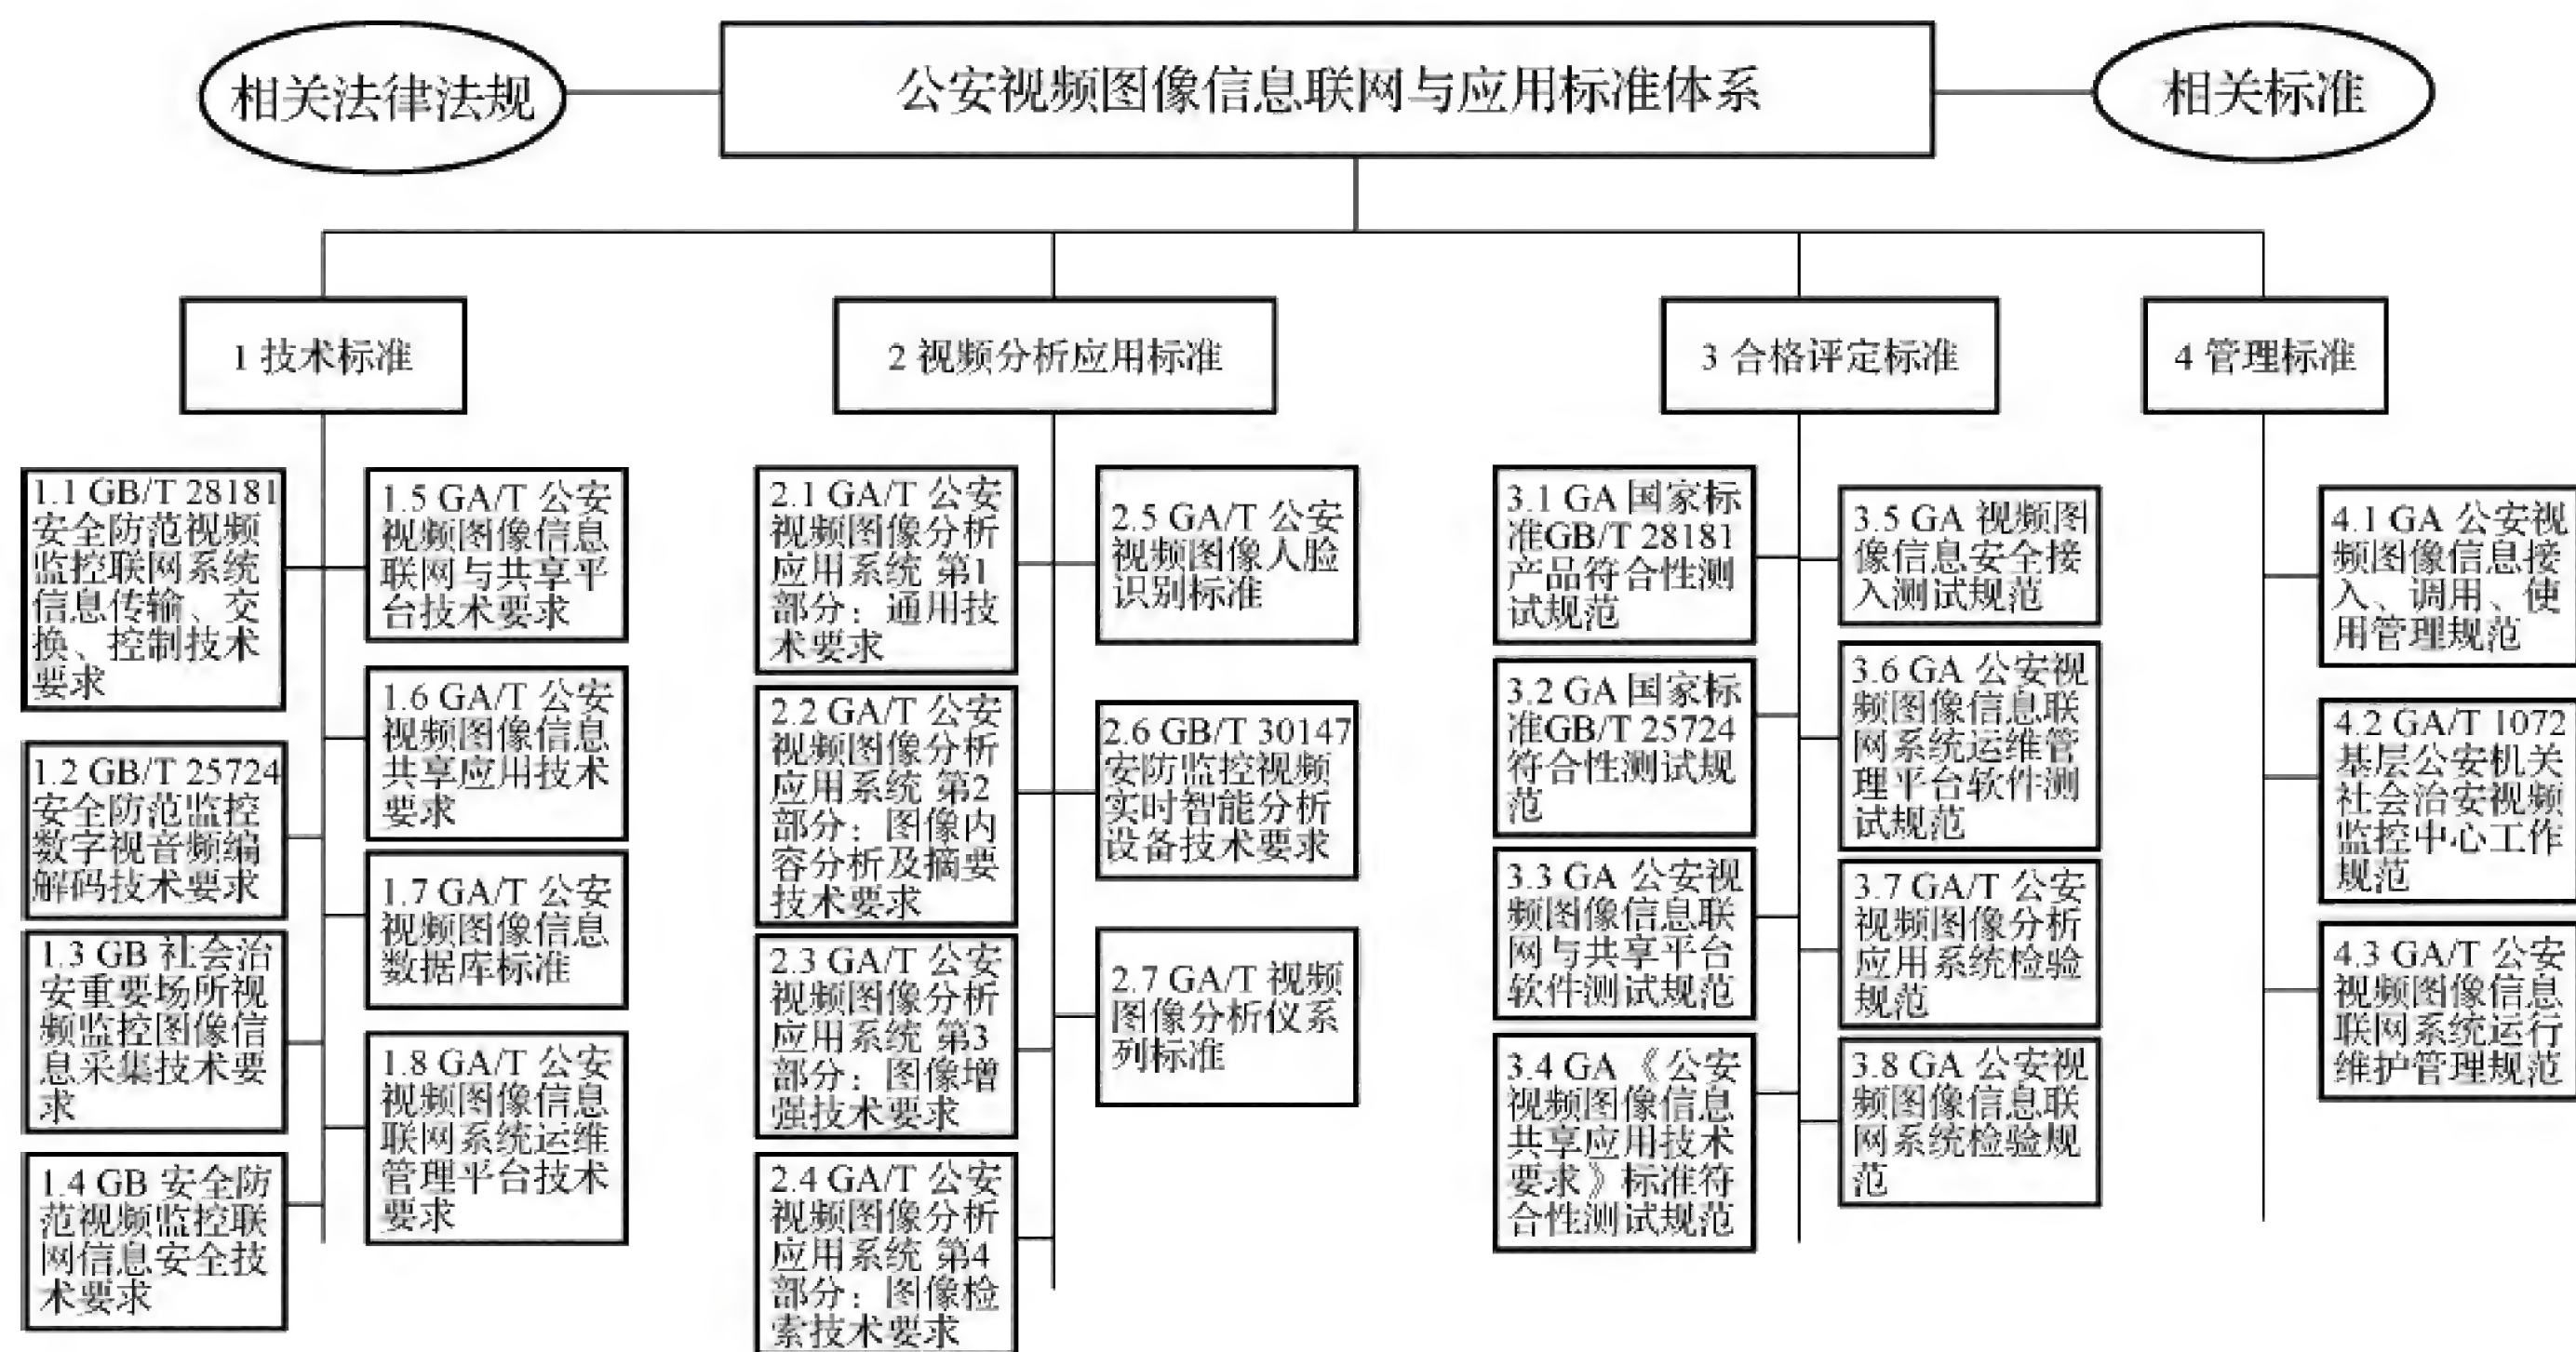 相关法律法规
公安视频图像信息联网与应用标准体系
相关标准
1 技术标准
2 视频分析应用标准
3 合格评定标准
4 管理标准
1.1 GB/T 28181
安全防范视频
监控联网系统
信息传输、交
换、控制技术
要求
1.2 GB/T 25724
安全防范监控
数字视音频编
解码技术要求
1.3 GB 社会治
安重要场所视
频监控图像信
息采集技术要
求
1.4 GB 安全防
范视频监控联
网信息安全技
术要求
1.5 GA/T 公安
视频图像信息
联网与共享平
台技术要求
1.6 GA/T 公安
视频图像信息
共享应用技术
要求
1.7 GA/T 公安
视频图像信息
数据库标准
1.8 GA/T 公安
视频图像信息
联网系统运维
管理平台技术
要求
2.1 GA/T 公安
视频图像分析
应用系统 第1
部分：通用技
术要求
2.2 GA/T 公安
视频图像分析
应用系统 第2
部分：图像内
容分析及摘要
技术要求
2.3 GA/T 公安
视频图像分析
应用系统 第3
部分：图像增
强技术要求
2.4 GA/T 公安
视频图像分析
应用系统 第4
部分：图像检
索技术要求
2.5 GA/T 公安
视频图像人脸
识别标准
2.6 GB/T 30147
安防监控视频
实时智能分析
设备技术要求
2.7 GA/T 视频
图像分析仪系
列标准
3.1 GA 国家标
准GB/T 28181
产品符合性测
试规范
3.2 GA 国家标
准GB/T 25724
符合性测试规
范
3.3 GA 公安视
频图像信息联
网与共享平台
软件测试规范
3.4 GA《公安
视频图像信息
共享应用技术
要求》标准符
合性测试规范
3.5 GA 视频图
像信息安全接
入测试规范
3.6 GA 公安视
频图像信息联
网系统运维管
理平台软件测
试规范
3.7 GA/T 公安
视频图像分析
应用系统检验
规范
3.8 GA 公安视
频图像信息联
网系统检验规
范
4.1 GA 公安视
频图像信息接
入、调用、使
用管理规范
4.2 GA/T 1072
基层公安机关
社会治安视频
监控中心工作
规范
4.3 GA/T 公安
视频图像信息
联网系统运行
维护管理规范